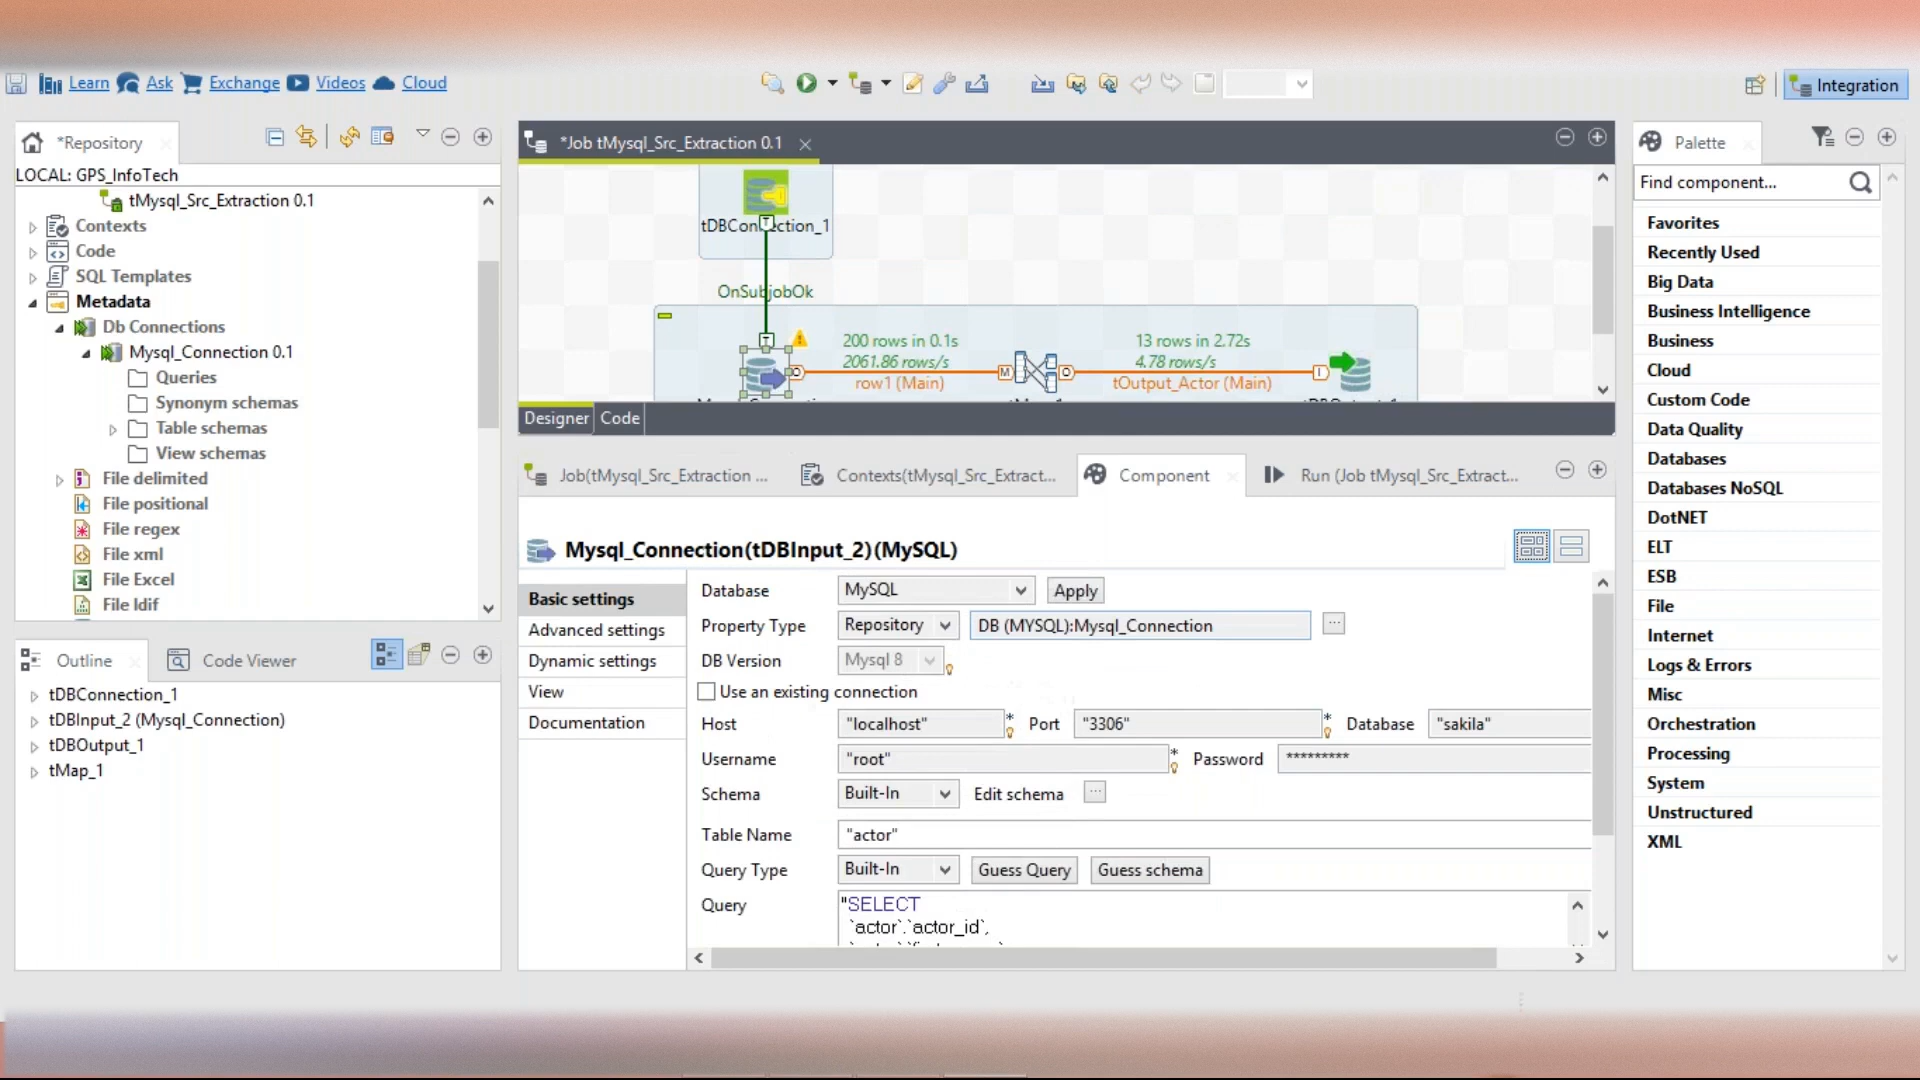 Learn Ask Exchange Videos Cloud
Integration
*Repository
LOCAL: GPS_InfoTech
tMysql_Src_Extraction 0.1
Contexts
Code
SQL Templates
Metadata
Db Connections
Mysql_Connection 0.1
Queries
Synonym schemas
Table schemas
View schemas
File delimited
File positional
File regex
File xml
File Excel
File ldif
Outline
Code Viewer
tDBConnection_1
tDBInput_2 (Mysql_Connection)
tDBOutput_1
tMap_1
*Job tMysql_Src_Extraction 0.1
tDBConnection_1
OnSubjobOk
200 rows in 0.1s
2061.86 rows/s
row1 (Main)
13 rows in 2.72s
4.78 rows/s
tOutput_Actor (Main)
Designer
Code
Job(tMysql_Src_Extraction ...
Contexts(tMysql_Src_Extract...
Component
Run (Job tMysql_Src_Extract...
Mysql_Connection(tDBInput_2)(MySQL)
Basic settings
Advanced settings
Dynamic settings
View
Documentation
Database MySQL Apply
Property Type Repository DB (MYSQL):Mysql_Connection ...
DB Version Mysql 8
Use an existing connection
Host "localhost" * Port "3306" * Database "sakila"
Username "root" * Password *********
Schema Built-In Edit schema ...
Table Name "actor"
Query Type Built-In Guess Query Guess schema
Query "SELECT
`actor`.`actor_id`,
Palette
Find component...
Favorites
Recently Used
Big Data
Business Intelligence
Business
Cloud
Custom Code
Data Quality
Databases
Databases NoSQL
DotNET
ELT
ESB
File
Internet
Logs & Errors
Misc
Orchestration
Processing
System
Unstructured
XML